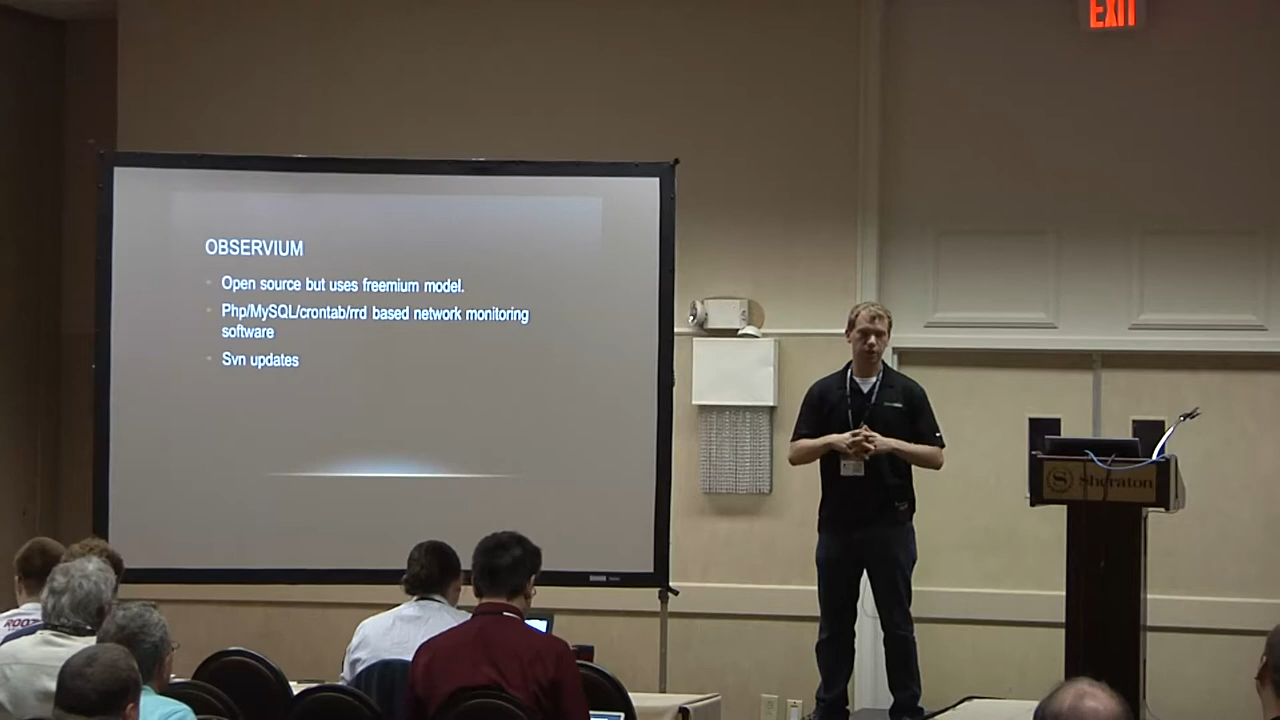 EXIT
OBSERVIUM
Open source but uses freemium model.
Php/MySQL/crontab/rrd based network monitoring
software
Svn updates
Sheraton